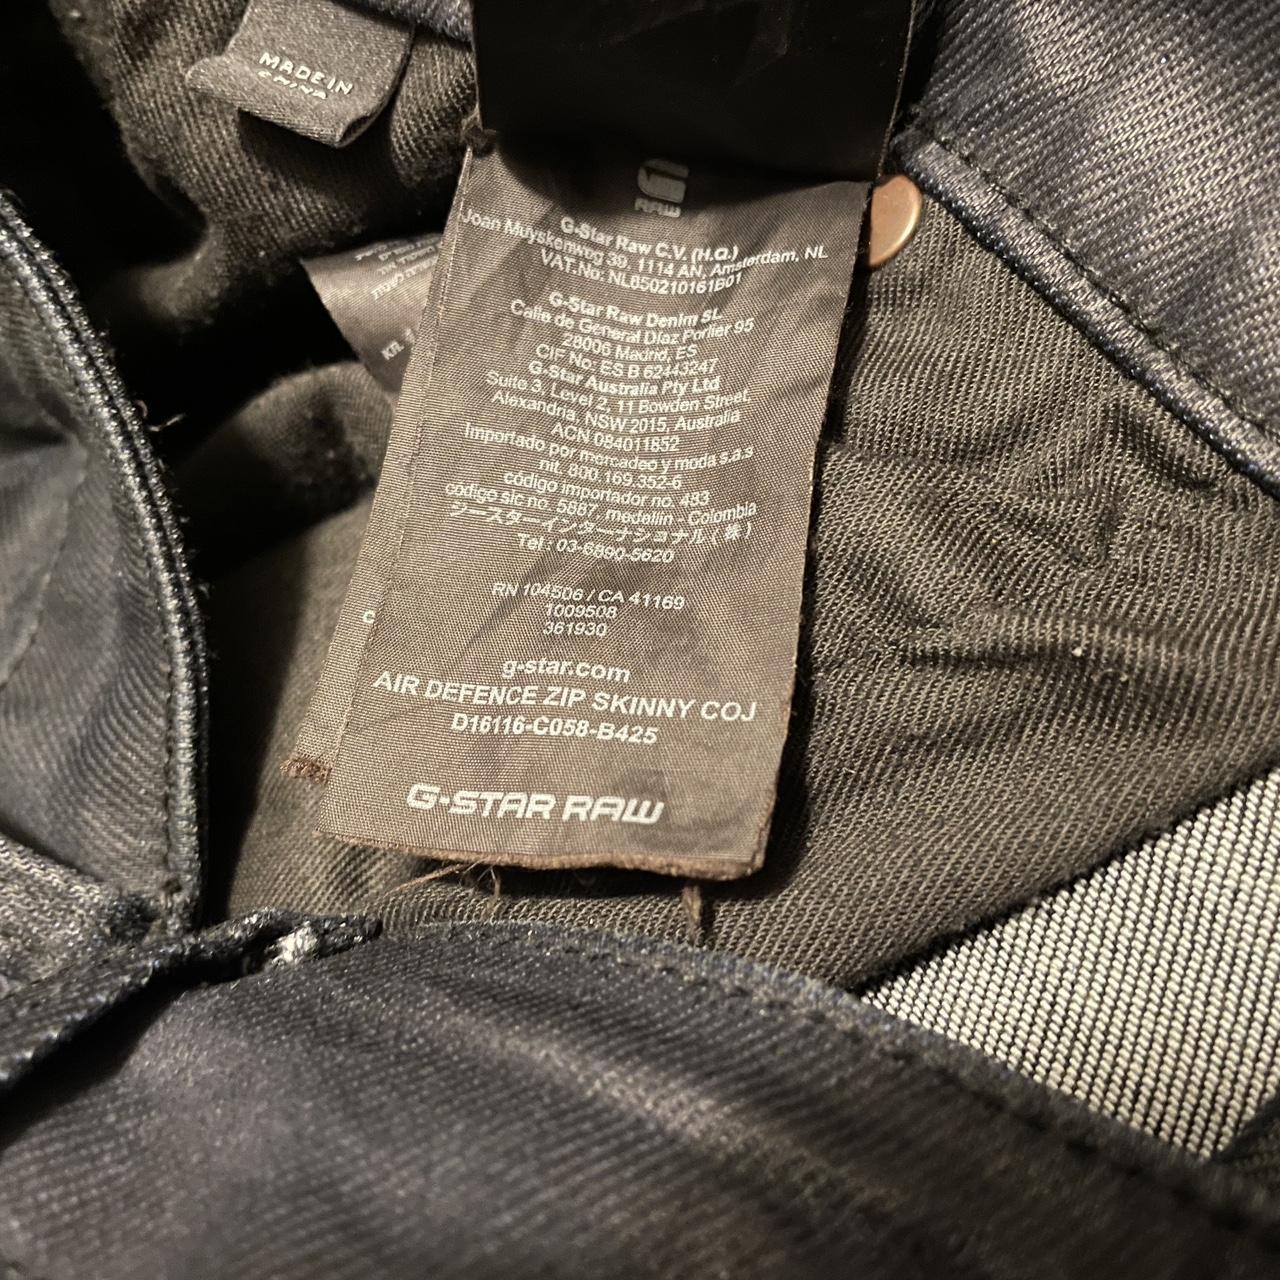 MADE IN
CHINA
RAW
G-Star Raw C.V. (H.Q.)
Joan Muyskenweg 39, 1114 AN, Amsterdam, NL
VAT.No: NL850210161B01
G-Star Raw Denim SL
Calle de General Díaz Porlier 95
28006 Madrid, ES
CIF No: ES B 62443247
G-Star Australia Pty Ltd
Suite 3, Level 2, 11 Bowden Street,
Alexandria, NSW 2015, Australia
ACN 084011852
Importado por mercadeo y moda s.a.s
nit. 800.169.352-6
código importador no. 483
código sic no. 5887, medellin - Colombia
ジースターインターナショナル(株)
Tel : 03-6890-5620
RN 104506 / CA 41169
1009508
361930
g-star.com
AIR DEFENCE ZIP SKINNY COJ
D16116-C058-B425
G-STAR RAW